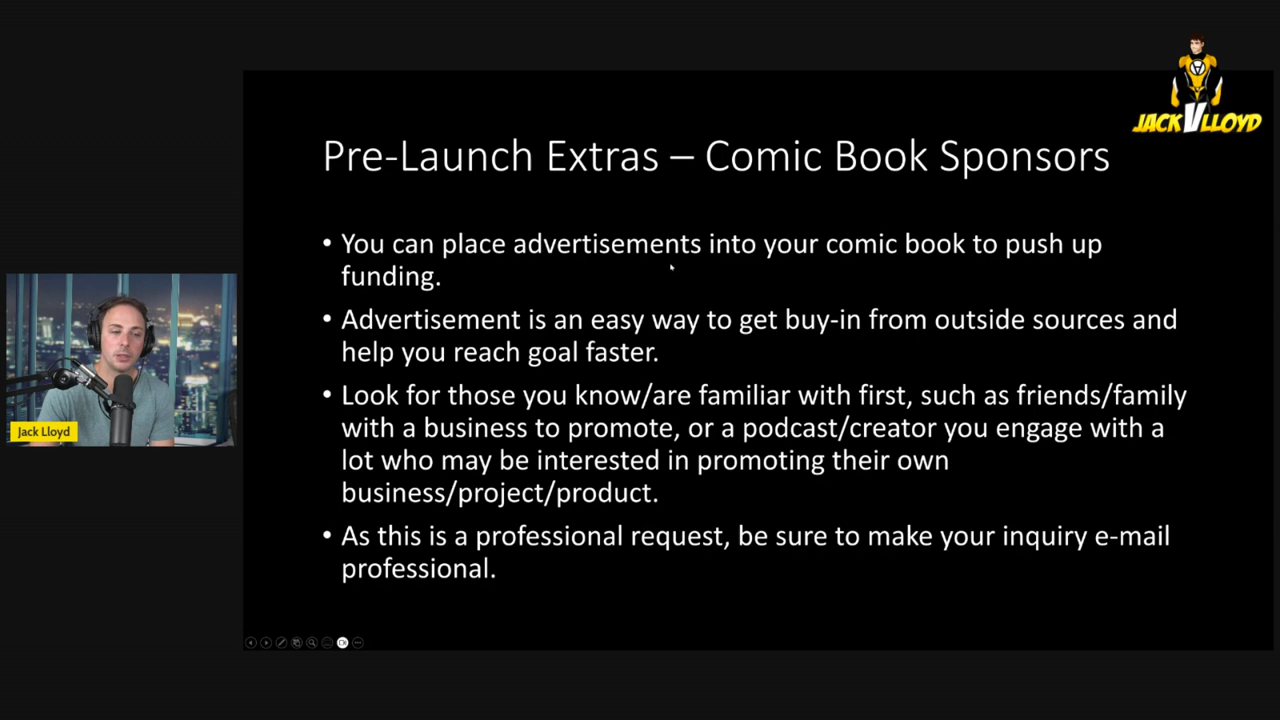 JACK V LLOYD
Pre-Launch Extras – Comic Book Sponsors
• You can place advertisements into your comic book to push up
funding.
• Advertisement is an easy way to get buy-in from outside sources and
help you reach goal faster.
• Look for those you know/are familiar with first, such as friends/family
with a business to promote, or a podcast/creator you engage with a
lot who may be interested in promoting their own
business/project/product.
• As this is a professional request, be sure to make your inquiry e-mail
professional.
Jack Lloyd